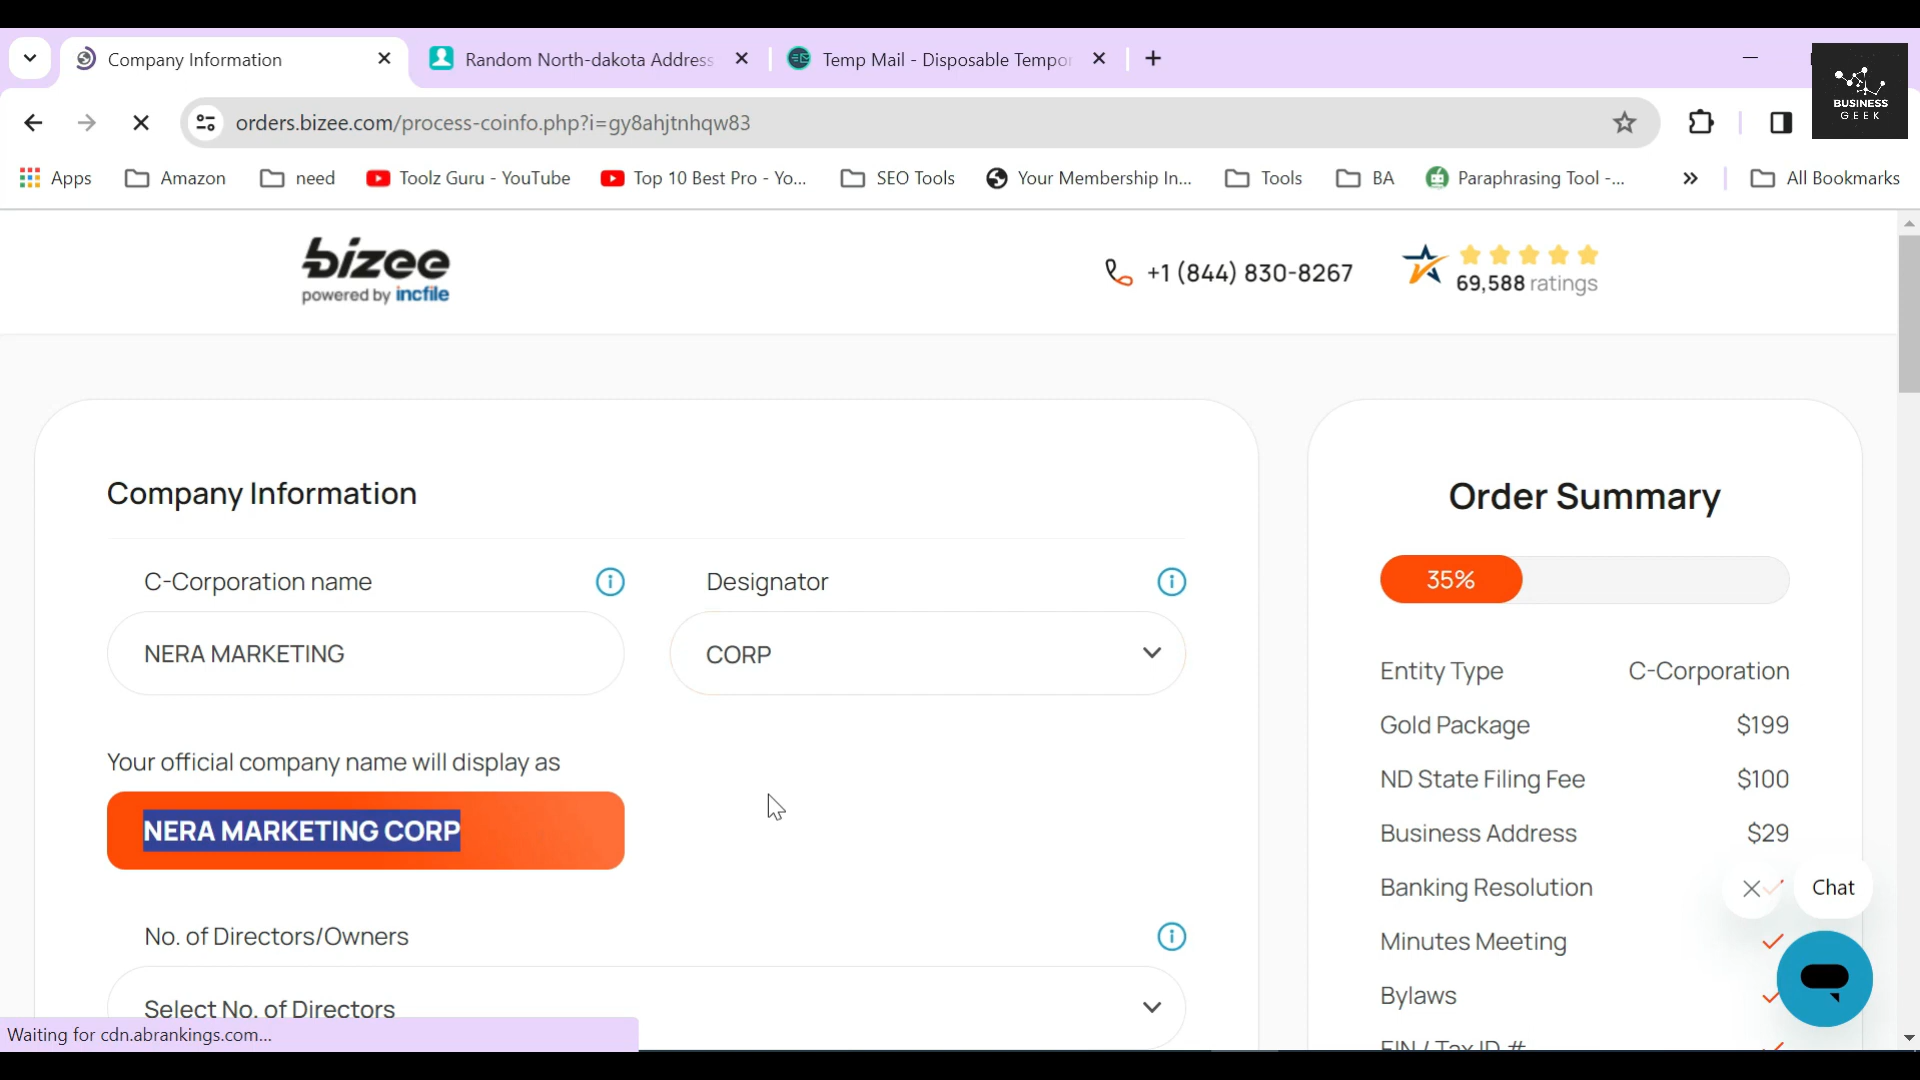 Company Information
Random North-dakota Address
Temp Mail - Disposable Tempor
BUSINESS
GEEK
orders.bizee.com/process-coinfo.php?i=gy8ahjtnhqw83
Apps
Amazon
need
Toolz Guru - YouTube
Top 10 Best Pro - Yo...
SEO Tools
Your Membership In...
Tools
BA
Paraphrasing Tool -...
All Bookmarks
bizee
powered by incfile
+1 (844) 830-8267
69,588 ratings
Company Information
C-Corporation name
Designator
NERA MARKETING
CORP
Your official company name will display as
NERA MARKETING CORP
No. of Directors/Owners
Select No. of Directors
Order Summary
35%
Entity Type C-Corporation
Gold Package $199
ND State Filing Fee $100
Business Address $29
Banking Resolution
Chat
Minutes Meeting
Bylaws
EIN / Tax ID #
Waiting for cdn.abrankings.com...